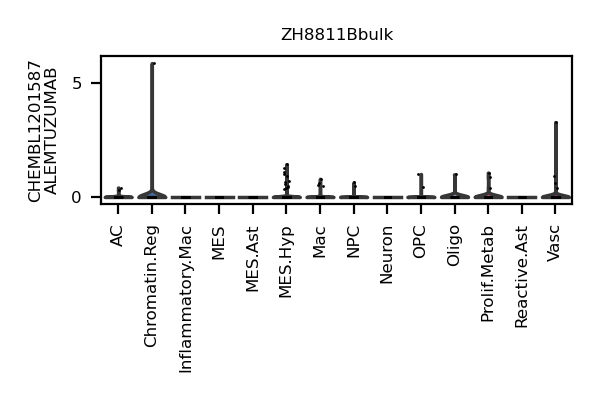 ZH8811Bbulk
CHEMBL1201587
ALEMTUZUMAB
5
0
AC
Chromatin.Reg
Inflammatory.Mac
MES
MES.Ast
MES.Hyp
Mac
NPC
Neuron
OPC
Oligo
Prolif.Metab
Reactive.Ast
Vasc